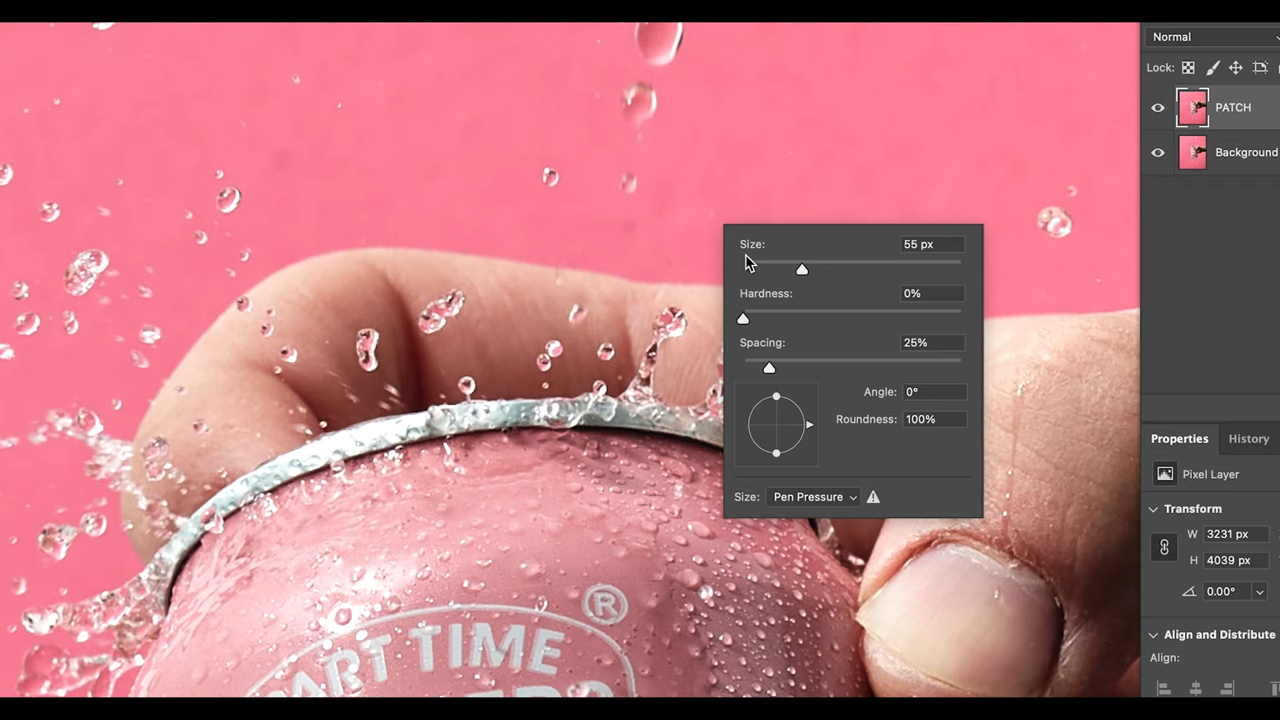 Normal
Lock:
PATCH
Background
Size: 55 px
Hardness: 0%
Spacing: 25%
Angle: 0°
Roundness: 100%
Size: Pen Pressure
Properties History
Pixel Layer
Transform
W 3231 px
H 4039 px
0.00°
Align and Distribute
Align:
®
ART TIME